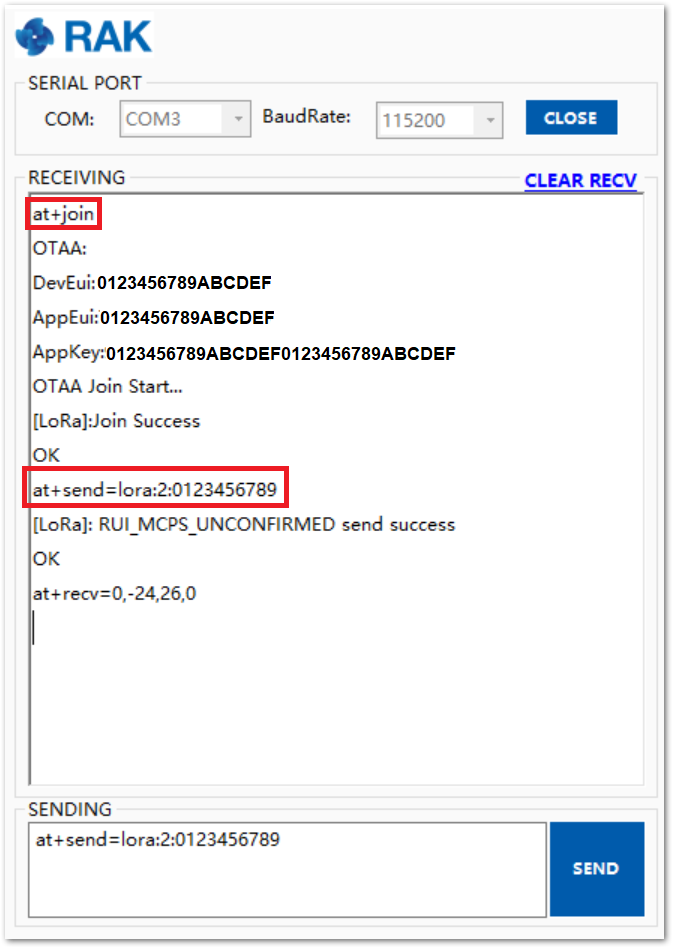 RAK
SERIAL PORT
COM: COM3 BaudRate: 115200 CLOSE
RECEIVING CLEAR RECV
at+join
OTAA:
DevEui:0123456789ABCDEF
AppEui:0123456789ABCDEF
AppKey:0123456789ABCDEF0123456789ABCDEF
OTAA Join Start...
[LoRa]:Join Success
OK
at+send=lora:2:0123456789
[LoRa]: RUI_MCPS_UNCONFIRMED send success
OK
at+recv=0,-24,26,0
SENDING
at+send=lora:2:0123456789
SEND